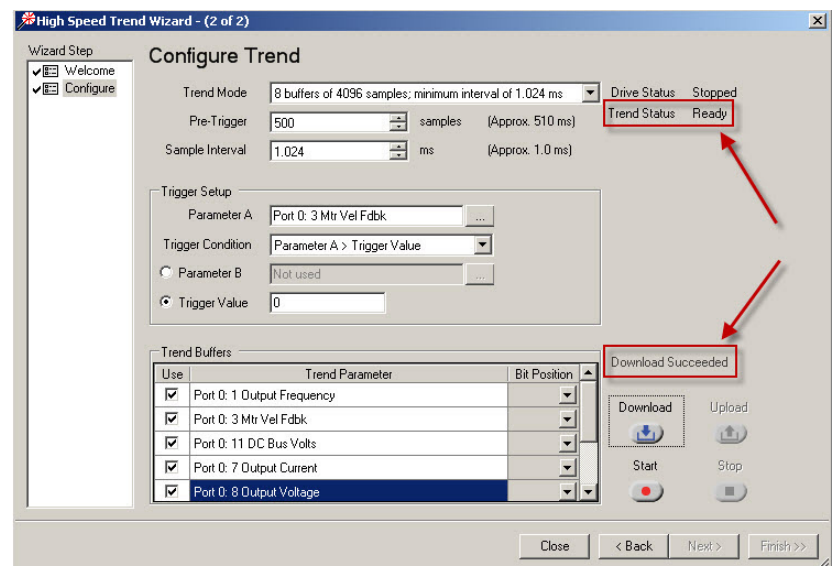 High Speed Trend Wizard - (2 of 2)
Wizard Step
Welcome
Configure
Configure Trend
Trend Mode 8 buffers of 4096 samples; minimum interval of 1.024 ms Drive Status Stopped
Pre-Trigger 500 samples (Approx. 510 ms) Trend Status Ready
Sample Interval 1.024 ms (Approx. 1.0 ms)
Trigger Setup
Parameter A Port 0: 3 Mtr Vel Fdbk ...
Trigger Condition Parameter A > Trigger Value
Parameter B Not used ...
Trigger Value 0
Trend Buffers
Download Succeeded
Use Trend Parameter Bit Position
Port 0: 1 Output Frequency
Port 0: 3 Mtr Vel Fdbk
Port 0: 11 DC Bus Volts
Port 0: 7 Output Current
Port 0: 8 Output Voltage
Download Upload
Start Stop
Close < Back Next > Finish >>